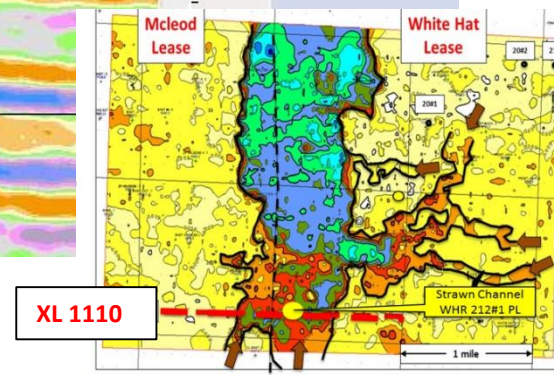 Mcleod
Lease
White Hat
Lease
20#2
20#1
XL 1110
Strawn Channel
WHR 212#1 PL
1 mile